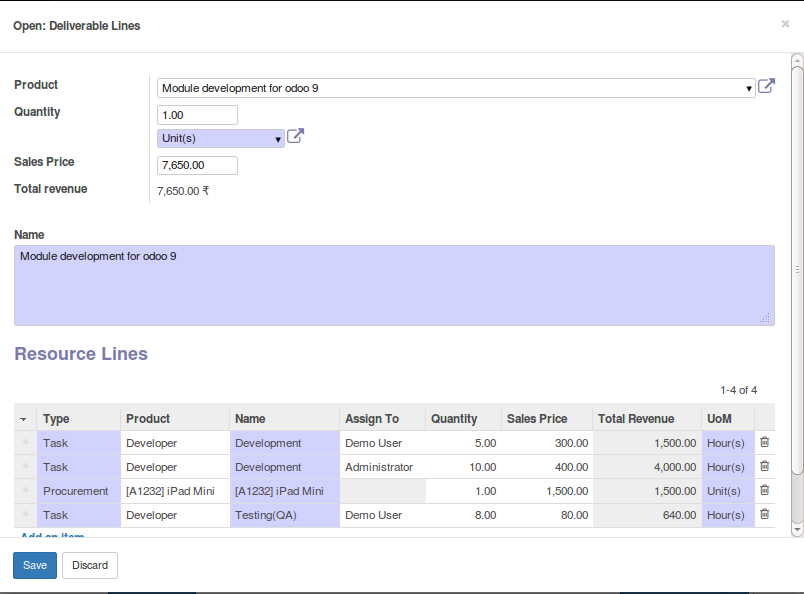 Open: Deliverable Lines ×
Product Module development for odoo 9
Quantity 1.00
Unit(s)
Sales Price 7,650.00
Total revenue 7,650.00 ₹
Name
Module development for odoo 9
Resource Lines
1-4 of 4
Type Product Name Assign To Quantity Sales Price Total Revenue UoM
Task Developer Development Demo User 5.00 300.00 1,500.00 Hour(s)
Task Developer Development Administrator 10.00 400.00 4,000.00 Hour(s)
Procurement [A1232] iPad Mini [A1232] iPad Mini 1.00 1,500.00 1,500.00 Unit(s)
Task Developer Testing(QA) Demo User 8.00 80.00 640.00 Hour(s)
Add an item
Save Discard